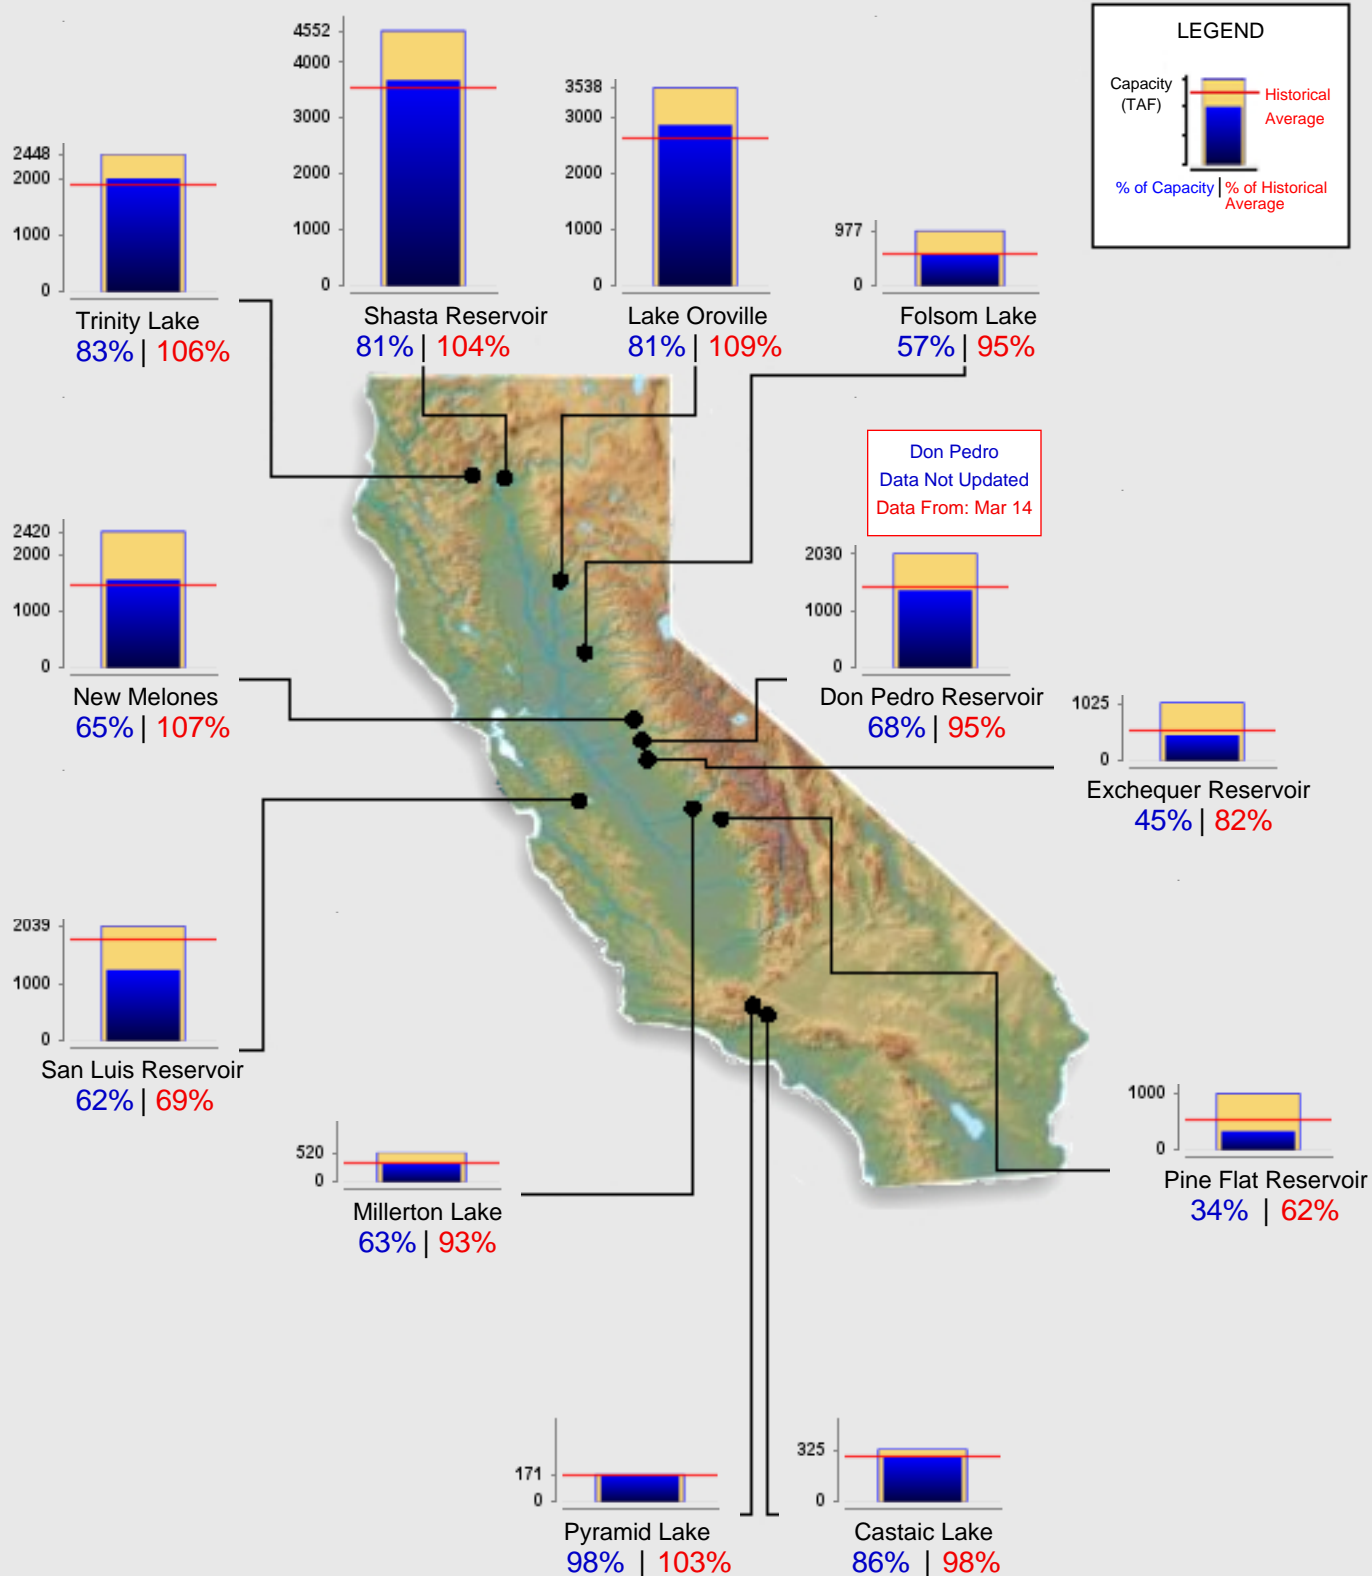 LEGEND
Capacity
(TAF)
Historical
Average
% of Capacity | % of Historical
Average
4552
4000
3000
2000
1000
0
Shasta Reservoir
81% | 104%
3538
3000
2000
1000
0
Lake Oroville
81% | 109%
2448
2000
1000
0
Trinity Lake
83% | 106%
977
0
Folsom Lake
57% | 95%
Don Pedro
Data Not Updated
Data From: Mar 14
2420
2000
1000
0
New Melones
65% | 107%
2030
1000
0
Don Pedro Reservoir
68% | 95%
1025
0
Exchequer Reservoir
45% | 82%
2039
1000
0
San Luis Reservoir
62% | 69%
520
0
Millerton Lake
63% | 93%
1000
0
Pine Flat Reservoir
34% | 62%
171
0
Pyramid Lake
98% | 103%
325
0
Castaic Lake
86% | 98%